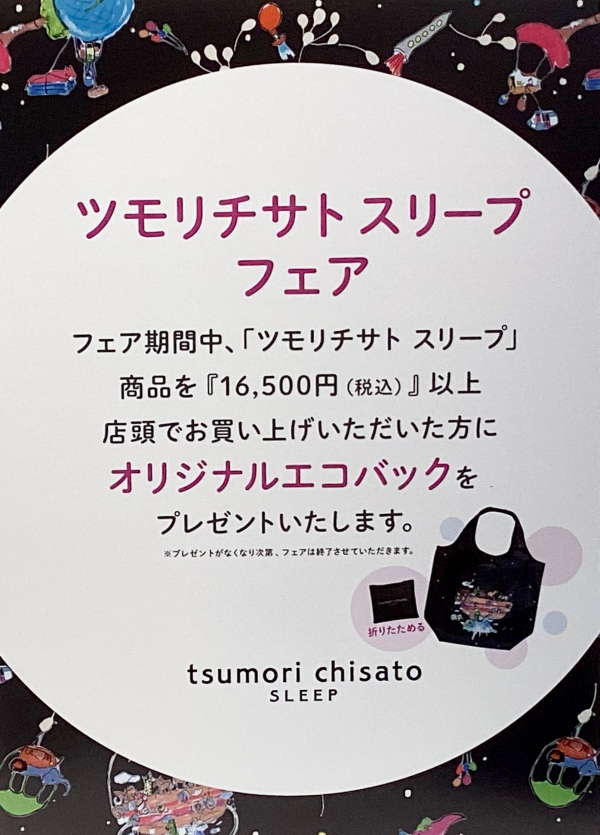 ツモリチサト スリープ
フェア
フェア期間中、「ツモリチサト スリープ」
商品を『16,500円（税込）』以上
店頭でお買い上げいただいた方に
オリジナルエコバックを
プレゼントいたします。
※プレゼントがなくなり次第、フェアは終了させていただきます。
折りたためる
tsumori chisato
SLEEP